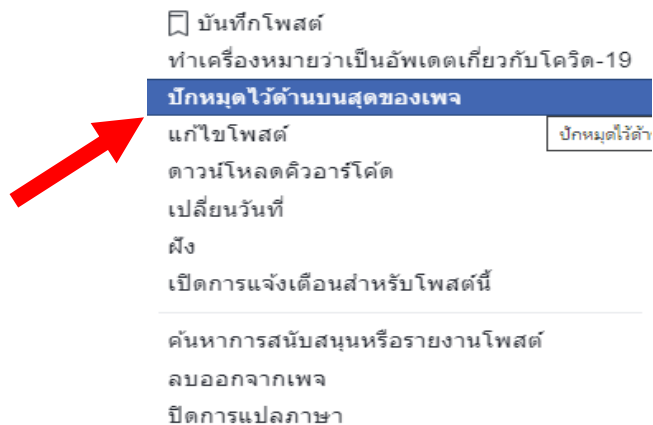 บันทึกโพสต์
ทำเครื่องหมายว่าเป็นอัพเดตเกี่ยวกับโควิด-19
ปักหมุดไว้ด้านบนสุดของเพจ
แก้ไขโพสต์
ปักหมุดไว้ด้า
ดาวน์โหลดคิวอาร์โค้ด
เปลี่ยนวันที่
ฝัง
เปิดการแจ้งเตือนสำหรับโพสต์นี้
ค้นหาการสนับสนุนหรือรายงานโพสต์
ลบออกจากเพจ
ปิดการแปลภาษา